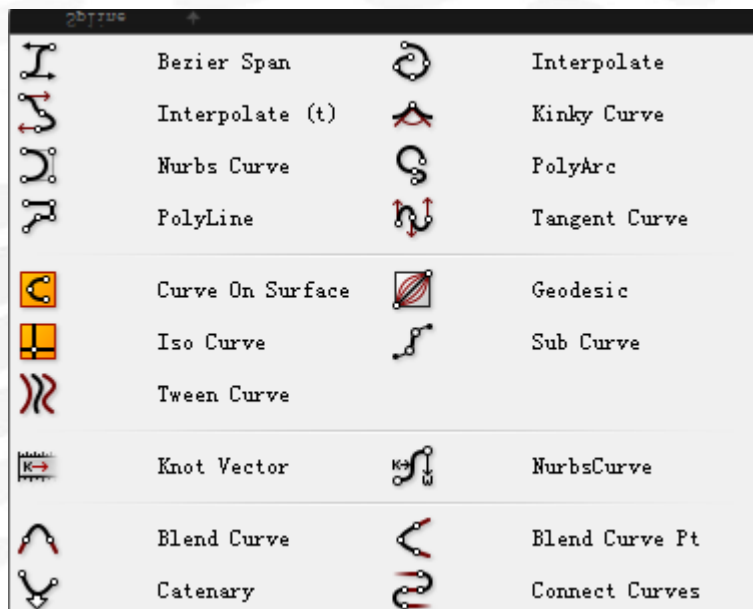 Spline
Bezier Span Interpolate
Interpolate (t) Kinky Curve
Nurbs Curve PolyArc
PolyLine Tangent Curve
Curve On Surface Geodesic
Iso Curve Sub Curve
Tween Curve
K Knot Vector K W NurbsCurve
Blend Curve Blend Curve Pt
Catenary Connect Curves